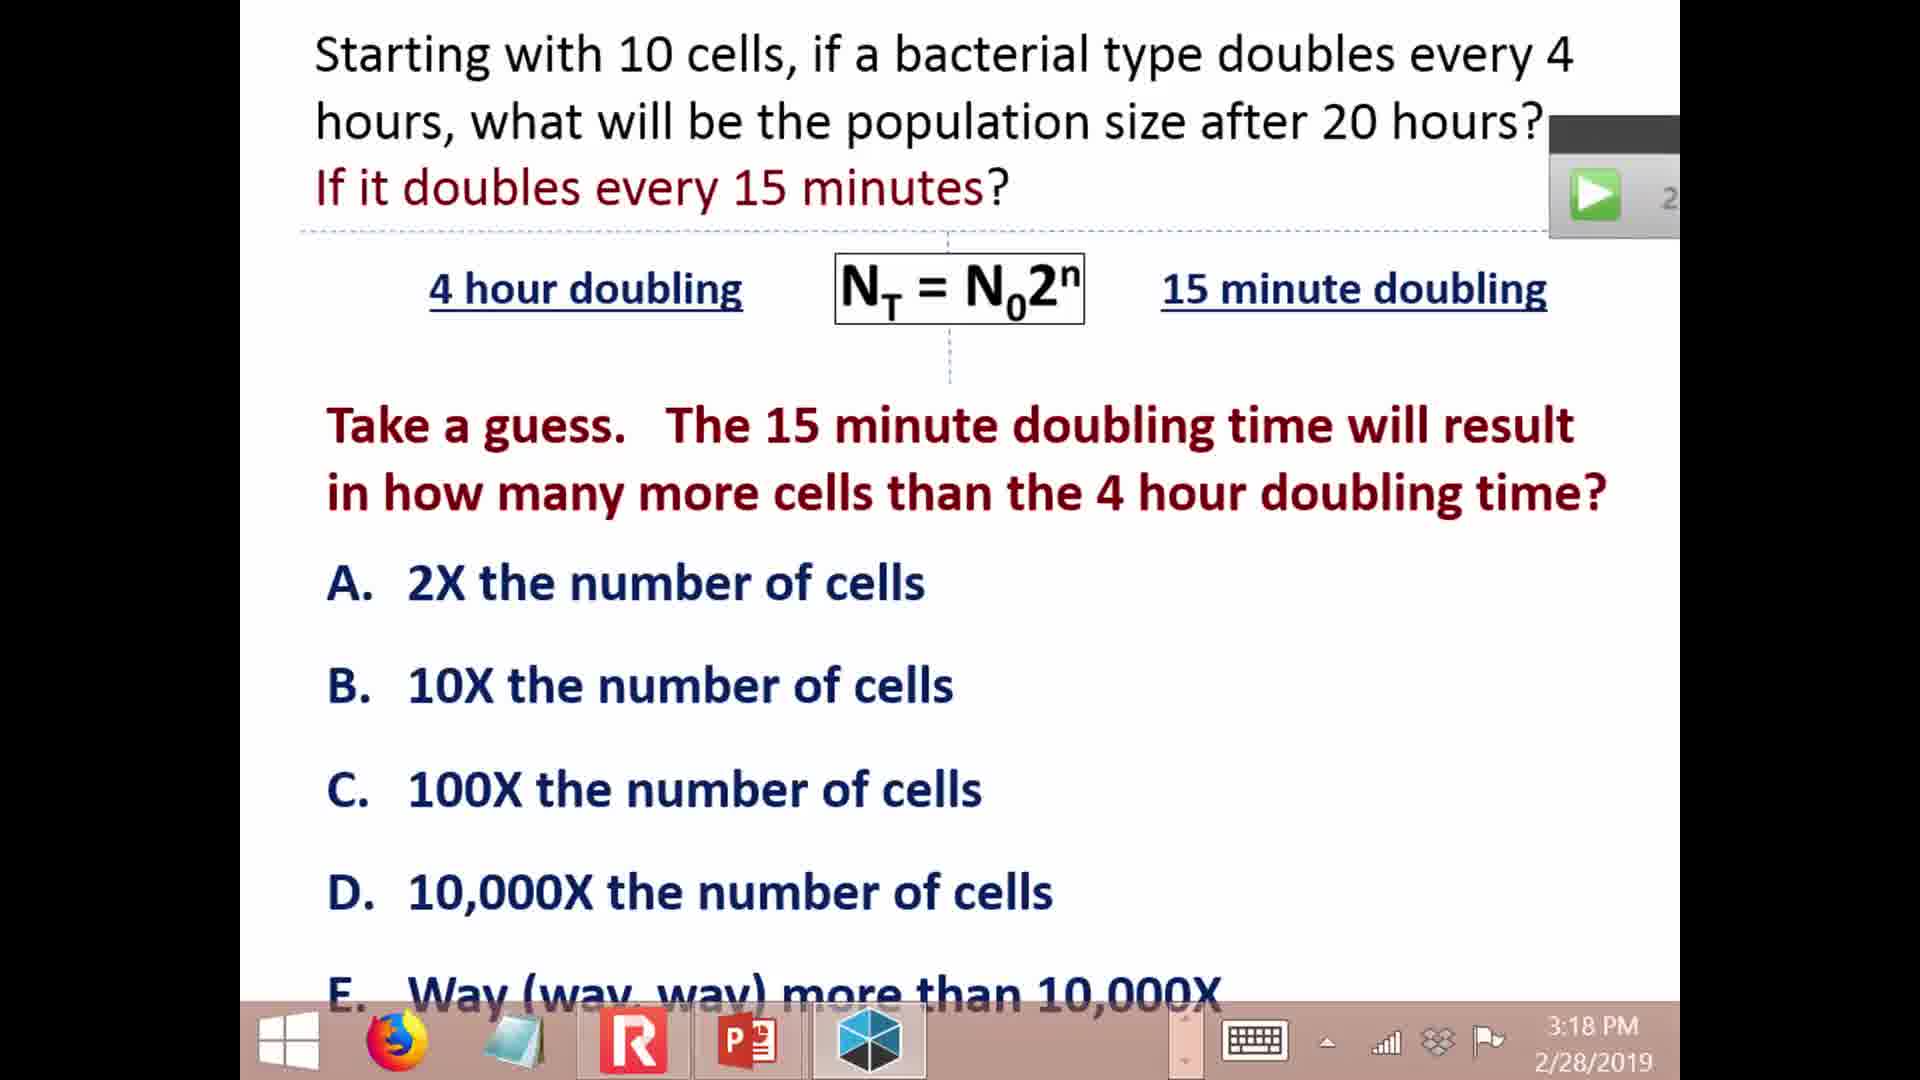 Starting with 10 cells, if a bacterial type doubles every 4
hours, what will be the population size after 20 hours?
If it doubles every 15 minutes?
2
4 hour doubling
N_T = N_02^n
15 minute doubling
Take a guess. The 15 minute doubling time will result
in how many more cells than the 4 hour doubling time?
A. 2X the number of cells
B. 10X the number of cells
C. 100X the number of cells
D. 10,000X the number of cells
E. Way (way, way) more than 10,000X
R
P
3:18 PM
2/28/2019